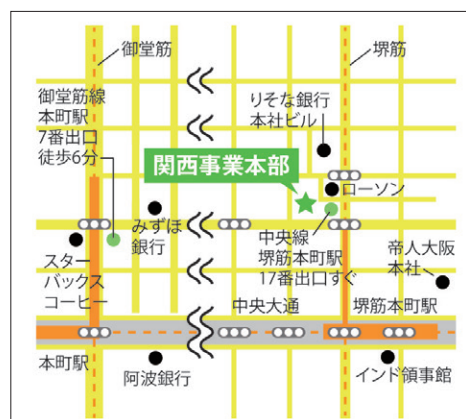 御堂筋
堺筋
御堂筋線
本町駅
7番出口
徒歩6分
りそな銀行
本社ビル
関西事業本部
ローソン
みずほ
銀行
中央線
堺筋本町駅
17番出口すぐ
スター
バックス
コーヒー
帝人大阪
本社
中央大通
堺筋本町駅
本町駅
阿波銀行
インド領事館